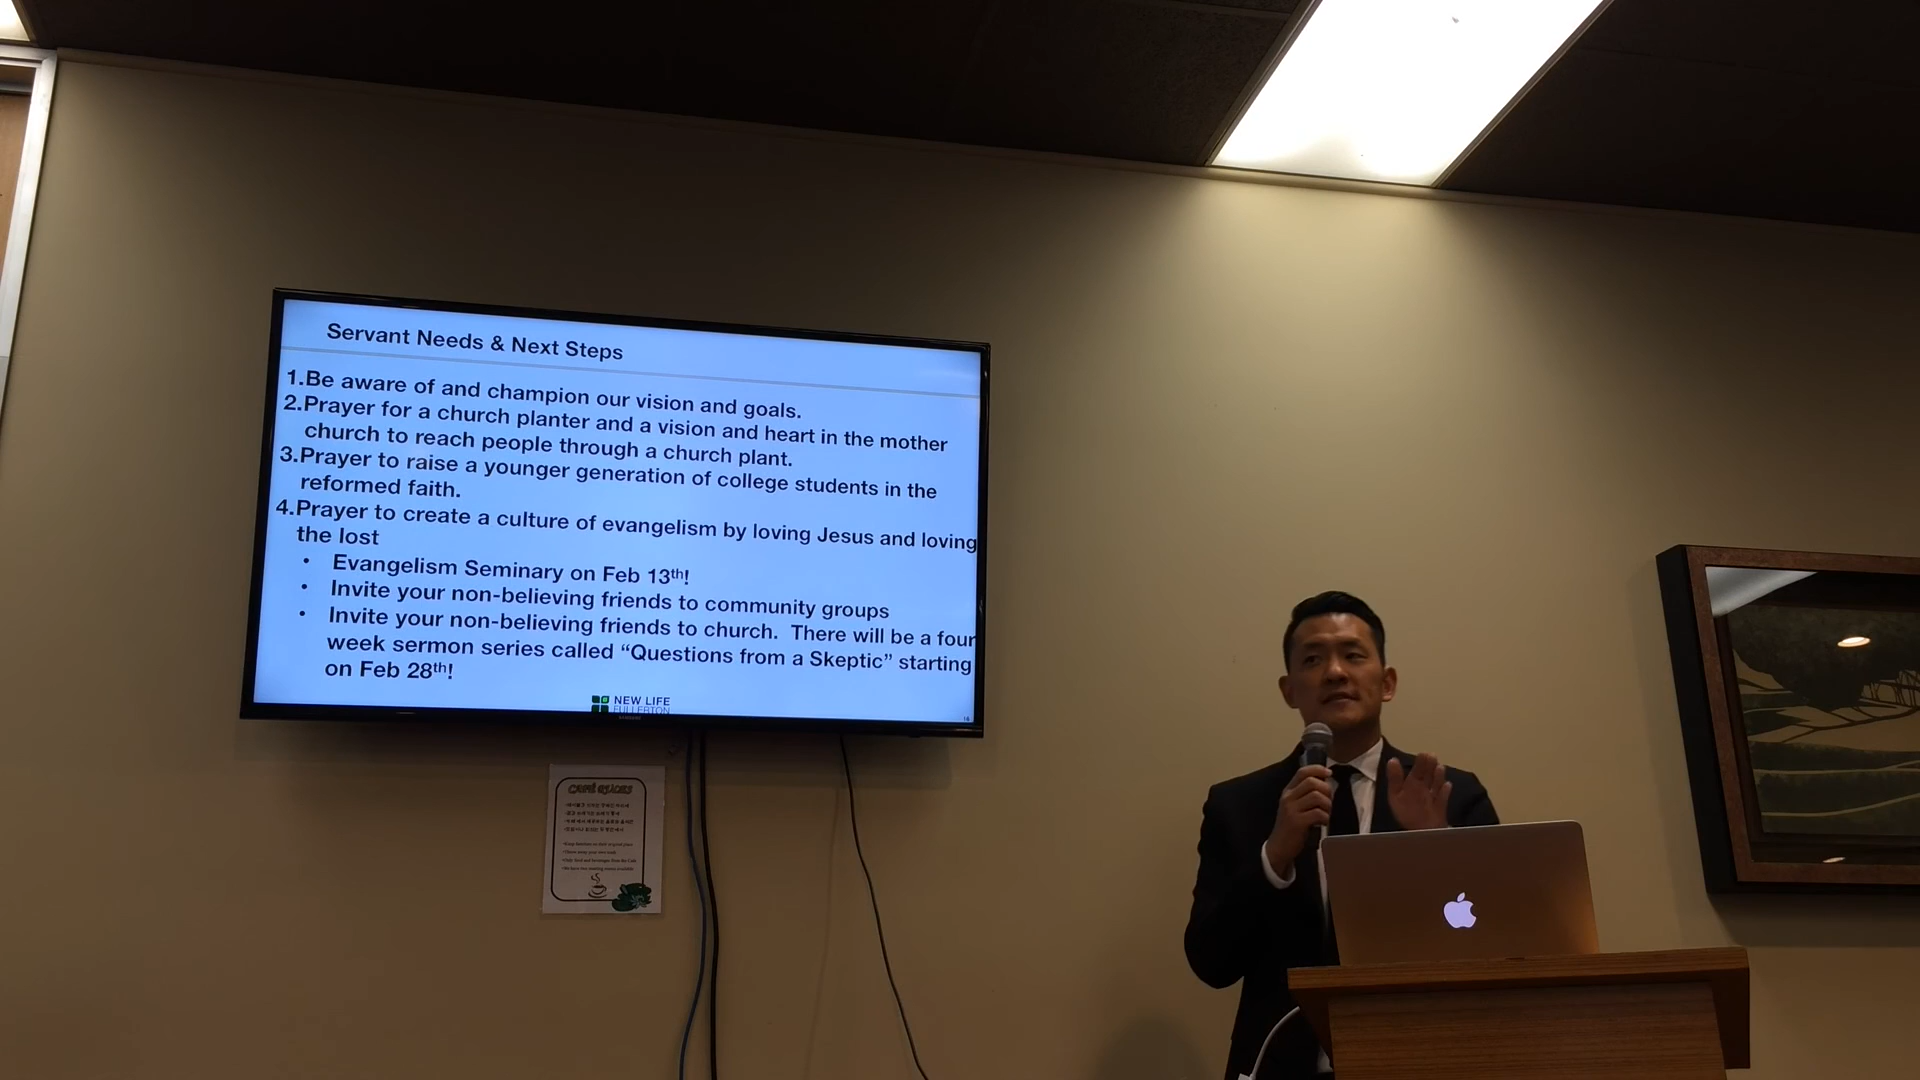 Servant Needs & Next Steps
1.Be aware of and champion our vision and goals.
2.Prayer for a church planter and a vision and heart in the mother
church to reach people through a church plant.
3.Prayer to raise a younger generation of college students in the
reformed faith.
4.Prayer to create a culture of evangelism by loving Jesus and loving
the lost
• Evangelism Seminary on Feb 13th!
• Invite your non-believing friends to community groups
• Invite your non-believing friends to church. There will be a four
week sermon series called “Questions from a Skeptic” starting
on Feb 28th!
NEW LIFE
FULLERTON
SAMSUNG